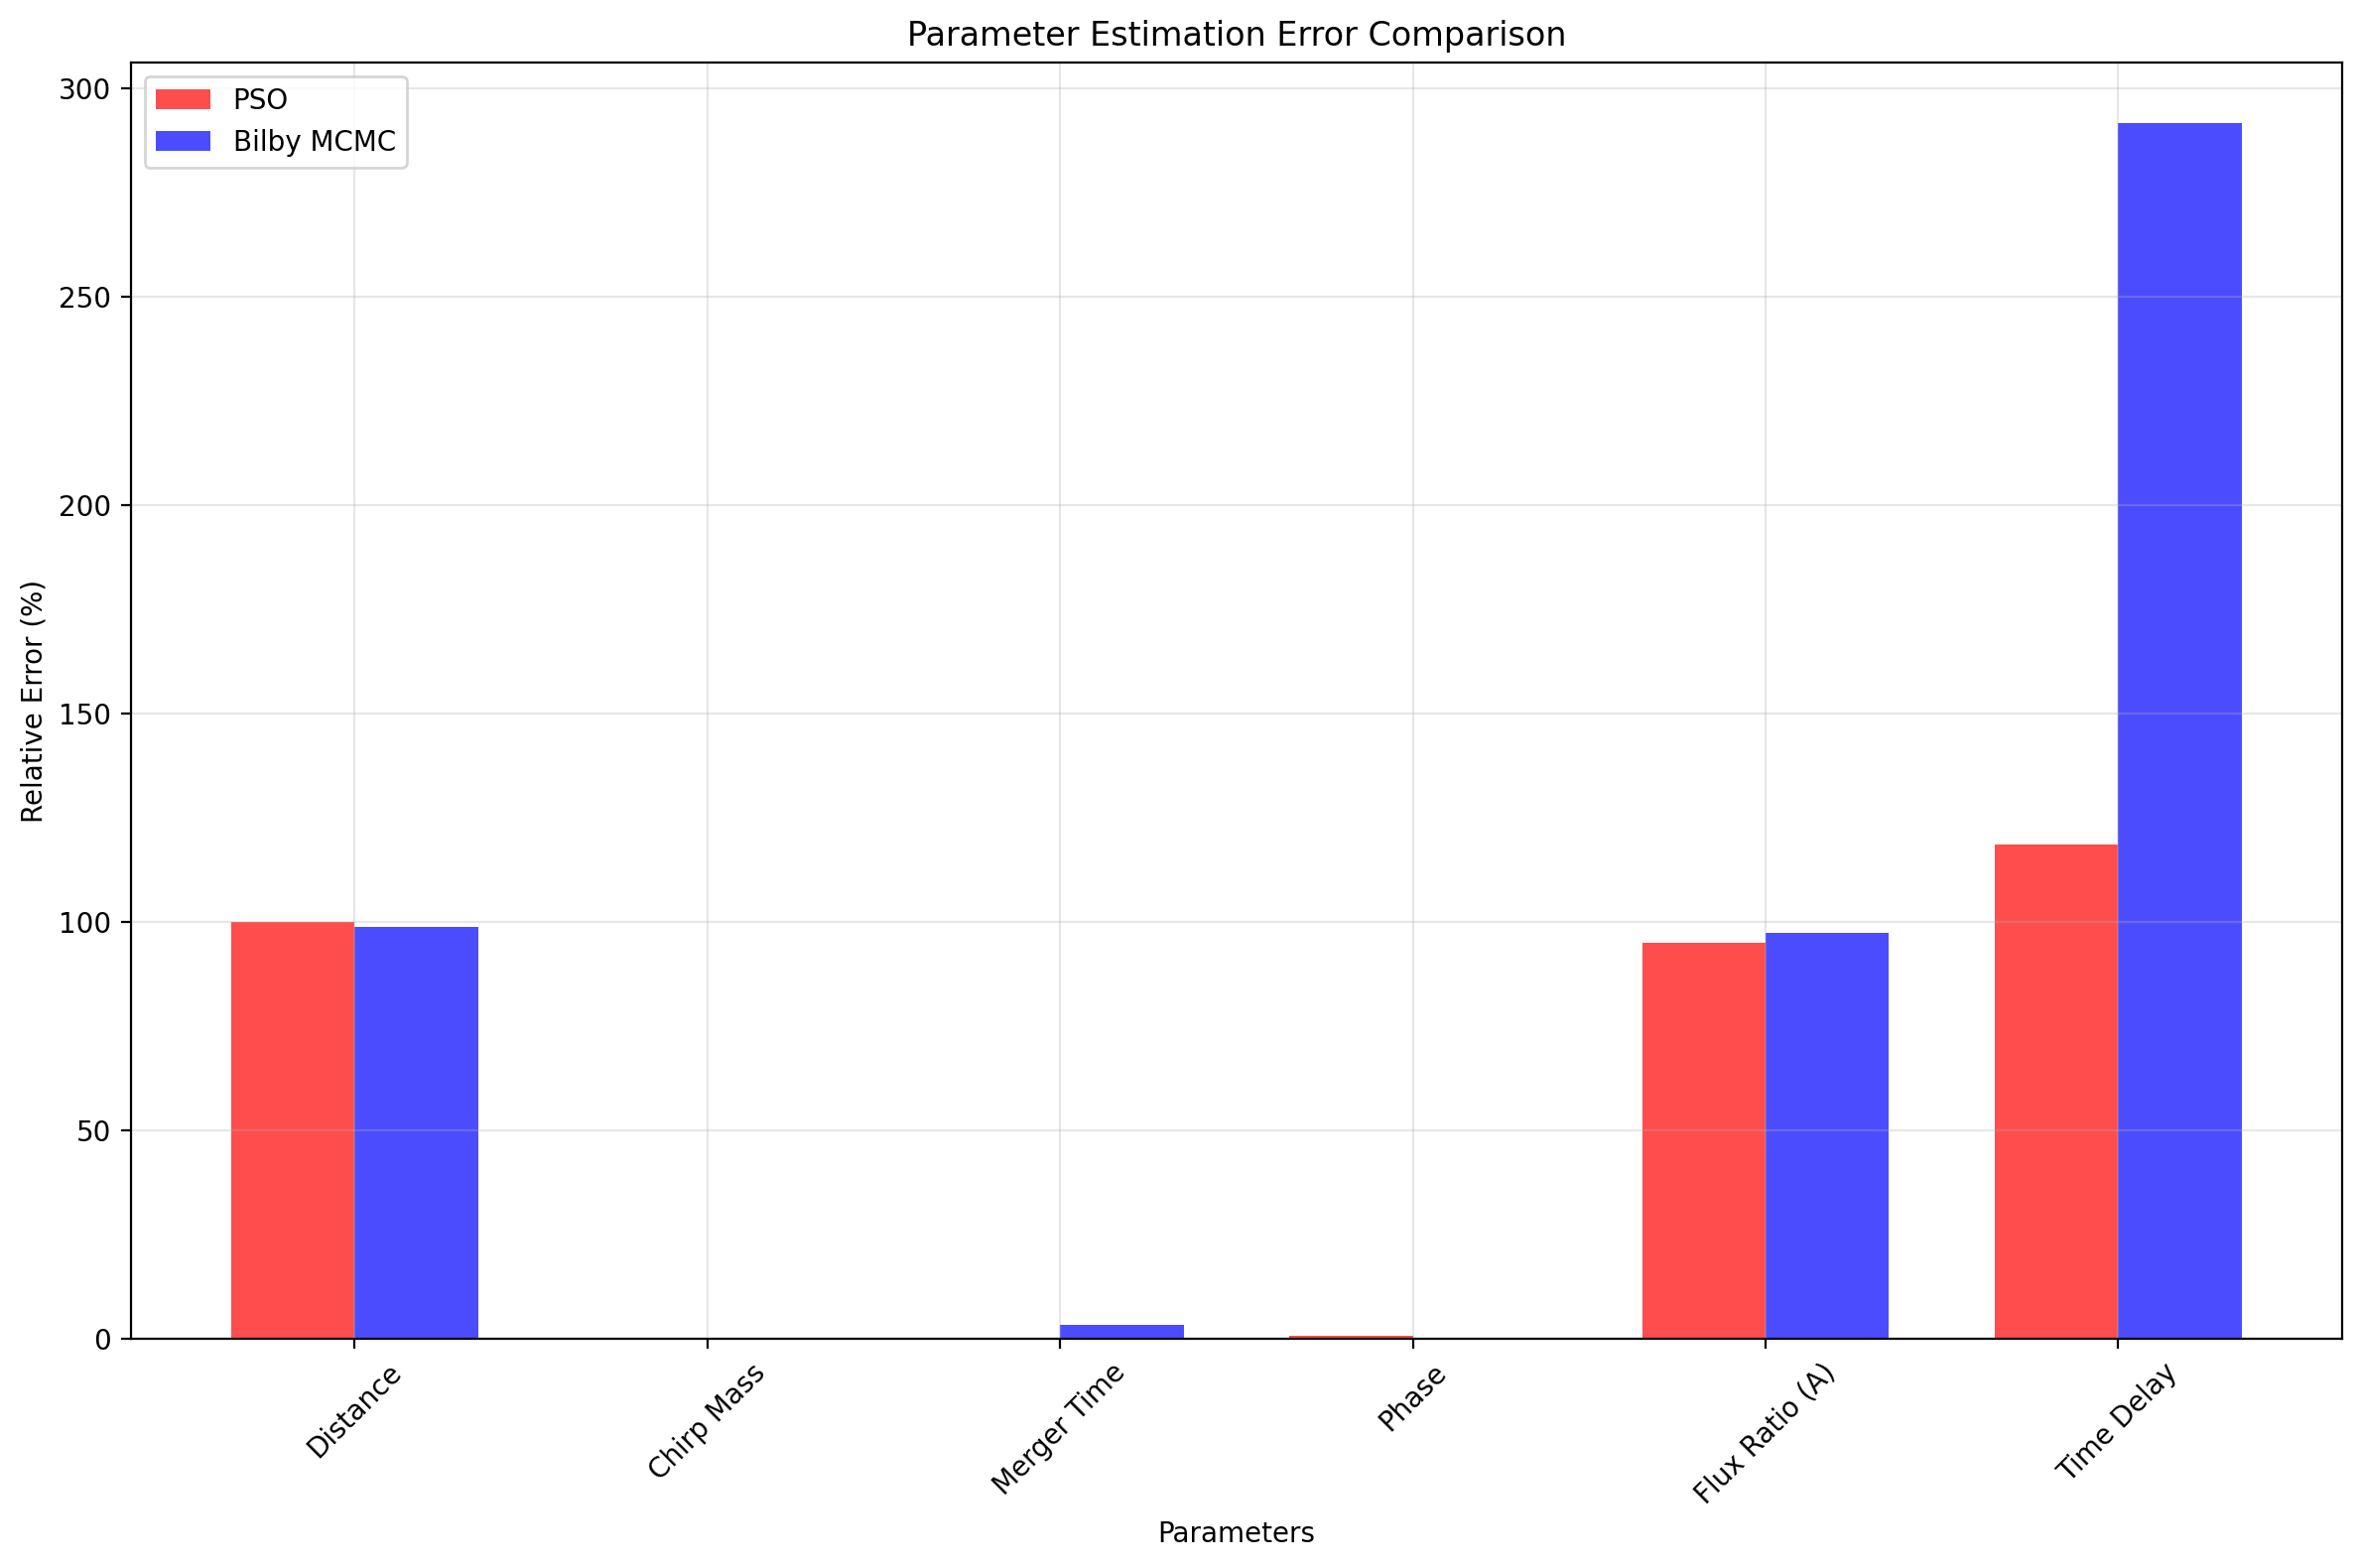 Parameter Estimation Error Comparison
PSO
Bilby MCMC
Relative Error (%)
300
250
200
150
100
50
0
Distance
Chirp Mass
Merger Time
Phase
Flux Ratio (A)
Time Delay
Parameters